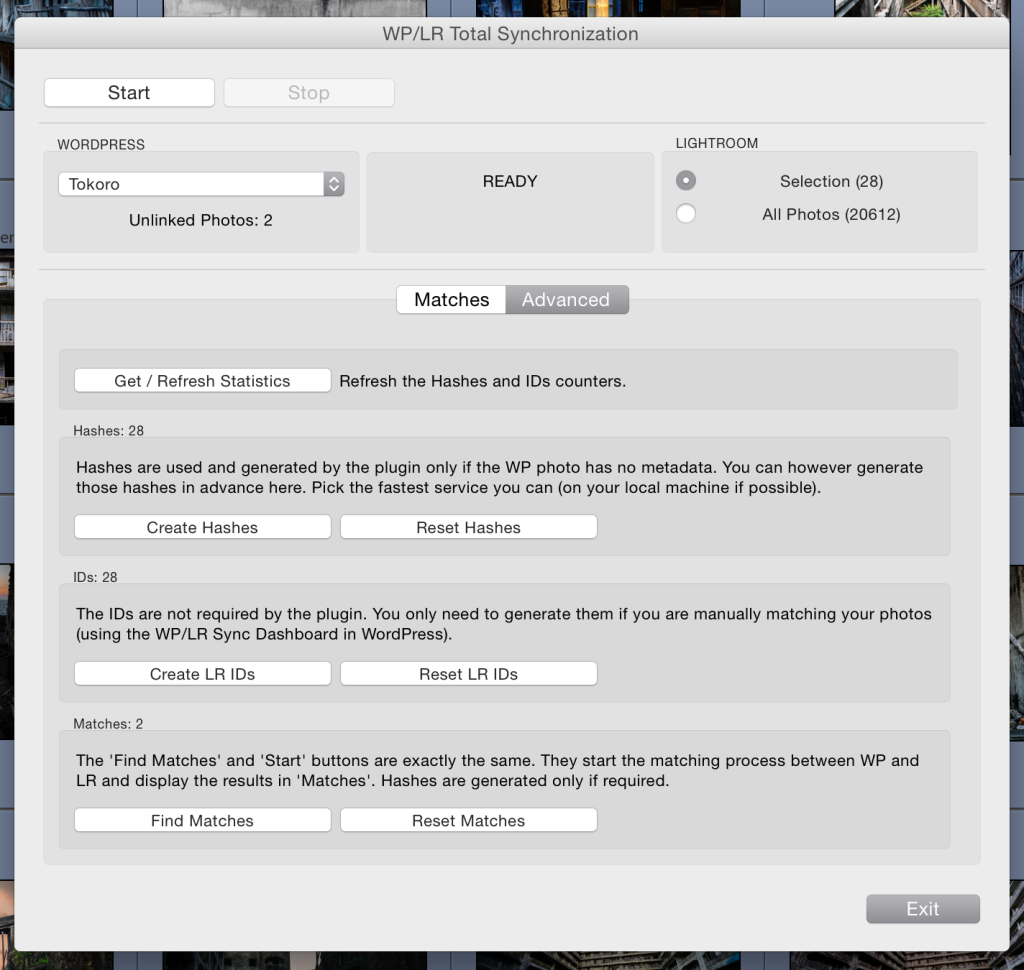 WP/LR Total Synchronization
Start
Stop
WORDPRESS
Tokoro
Unlinked Photos: 2
READY
LIGHTROOM
Selection (28)
All Photos (20612)
Matches
Advanced
Get / Refresh Statistics
Refresh the Hashes and IDs counters.
Hashes: 28
Hashes are used and generated by the plugin only if the WP photo has no metadata. You can however generate
those hashes in advance here. Pick the fastest service you can (on your local machine if possible).
Create Hashes
Reset Hashes
IDs: 28
The IDs are not required by the plugin. You only need to generate them if you are manually matching your photos
(using the WP/LR Sync Dashboard in WordPress).
Create LR IDs
Reset LR IDs
Matches: 2
The 'Find Matches' and 'Start' buttons are exactly the same. They start the matching process between WP and
LR and display the results in 'Matches'. Hashes are generated only if required.
Find Matches
Reset Matches
Exit